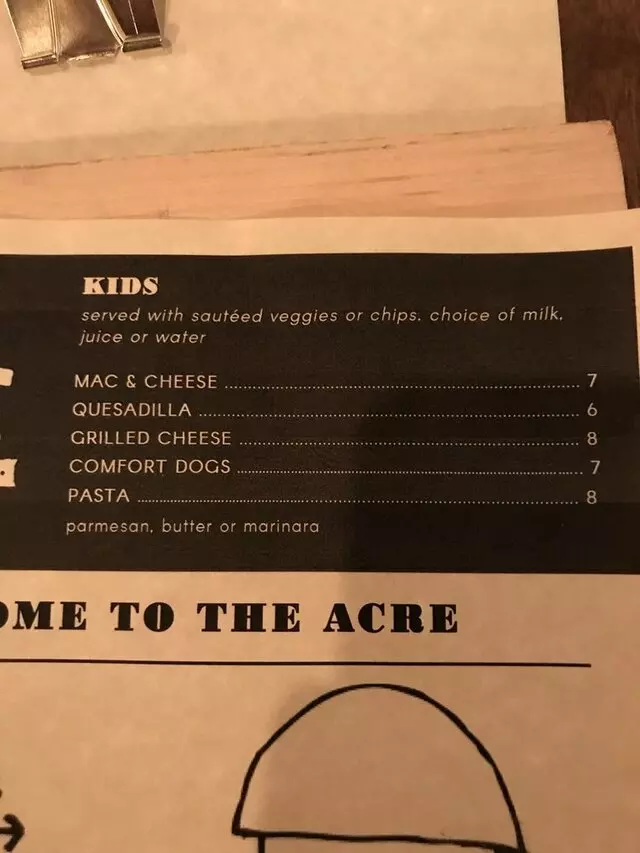 KIDS
served with sautéed veggies or chips. choice of milk,
juice or water
MAC & CHEESE ........................ 7
QUESADILLA ........................ 6
GRILLED CHEESE ........................ 8
COMFORT DOGS ........................ 7
PASTA ........................ 8
parmesan, butter or marinara
OME TO THE ACRE